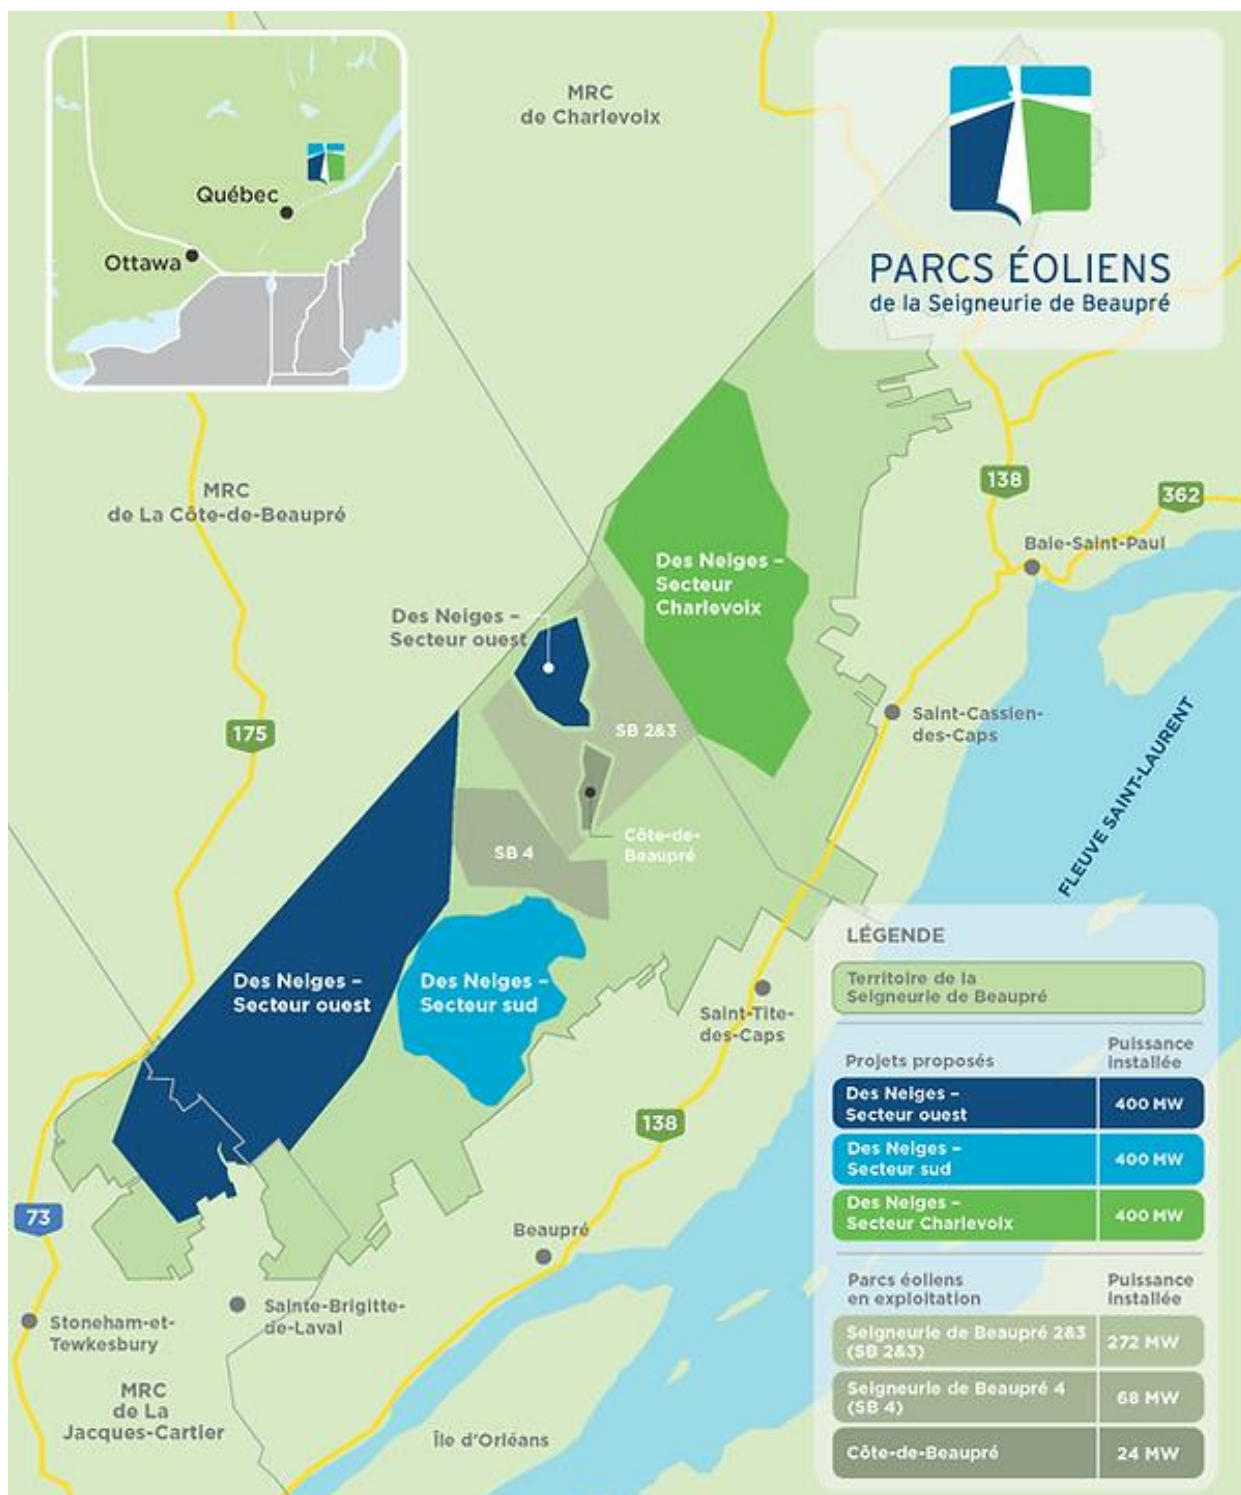 MRC
de Charlevoix
Québec
Ottawa
PARCS ÉOLIENS
de la Seigneurie de Beaupré
MRC
de La Côte-de-Beaupré
138
362
Baie-Saint-Paul
Des Neiges –
Secteur
Charlevoix
Des Neiges –
Secteur ouest
175
SB 2&3
Saint-Cassien-
des-Caps
FLEUVE SAINT-LAURENT
Côte-de-
Beaupré
SB 4
Des Neiges –
Secteur ouest
Des Neiges –
Secteur sud
Saint-Tite-
des-Caps
138
73
Beaupré
Sainte-Brigitte-
de-Laval
Stoneham-et-
Tewkesbury
MRC
de La
Jacques-Cartier
Île d'Orléans
LÉGENDE
Territoire de la
Seigneurie de Beaupré
Projets proposés
Puissance
installée
Des Neiges –
Secteur ouest
400 MW
Des Neiges –
Secteur sud
400 MW
Des Neiges –
Secteur Charlevoix
400 MW
Parcs éoliens
en exploitation
Puissance
installée
Seigneurie de Beaupré 2&3
(SB 2&3)
272 MW
Seigneurie de Beaupré 4
(SB 4)
68 MW
Côte-de-Beaupré
24 MW